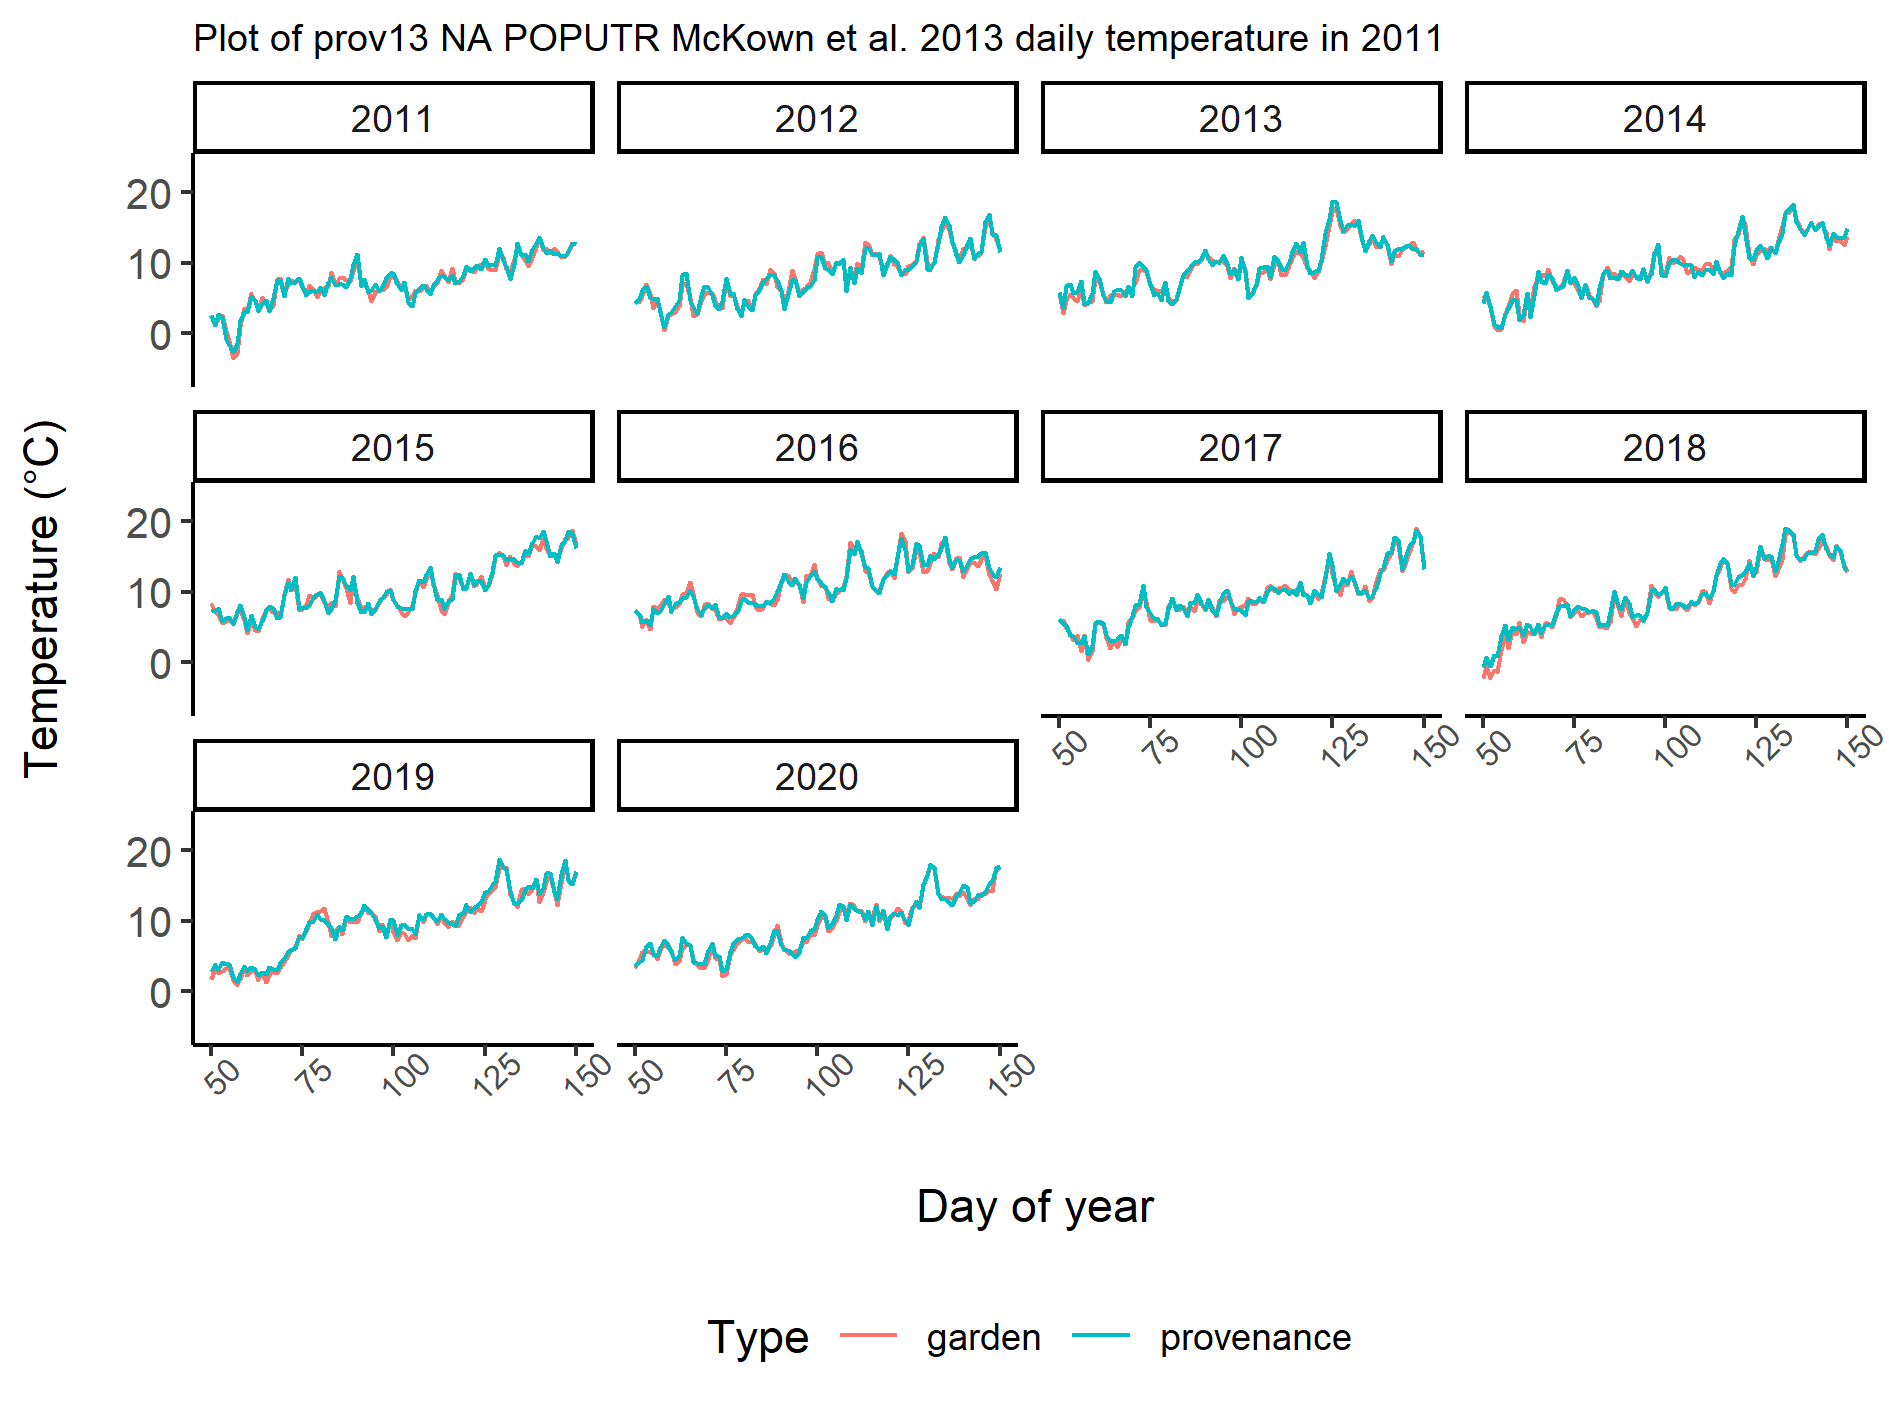 Plot of prov13 NA POPUTR McKown et al. 2013 daily temperature in 2011
2011 2012 2013 2014
20
10
0
2015 2016 2017 2018
20
10
0
50 75 100 125 150 50 75 100 125 150
2019 2020
20
10
0
50 75 100 125 150 50 75 100 125 150
Temperature (°C)
Day of year
Type garden provenance